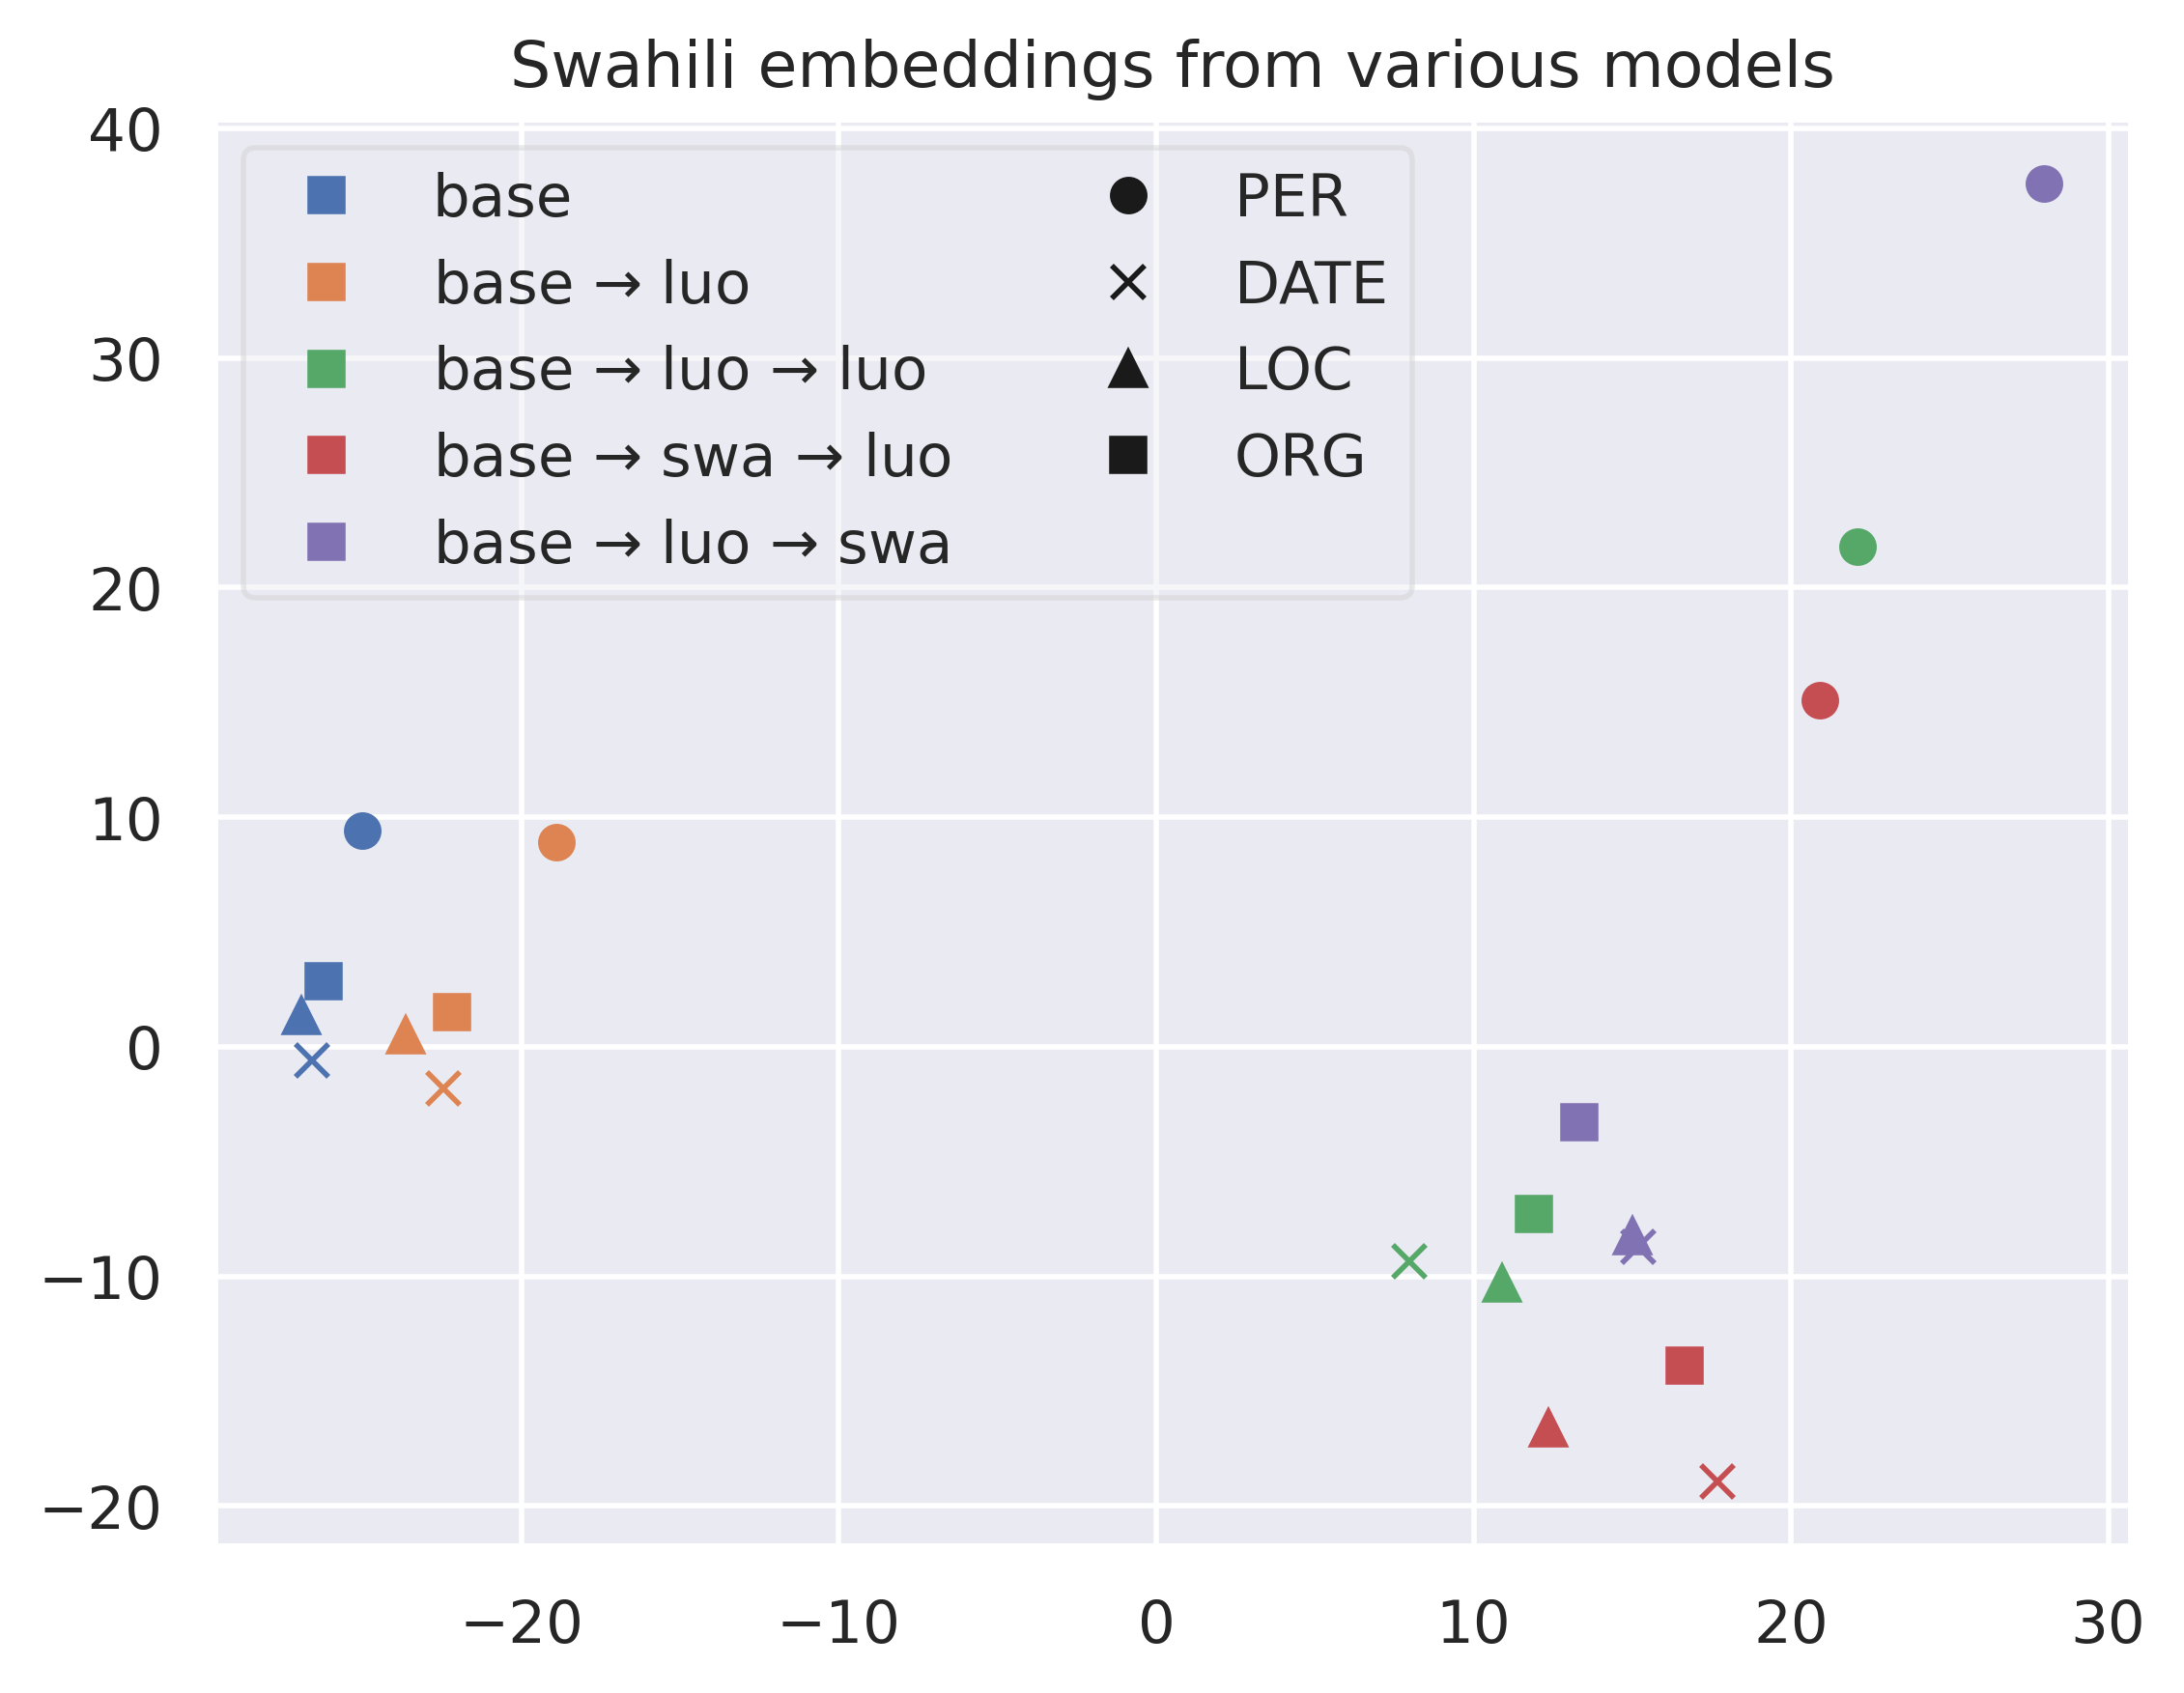 Swahili embeddings from various models
40
30
20
10
0
−10
−20
base
base → luo
base → luo → luo
base → swa → luo
base → luo → swa
PER
DATE
LOC
ORG
−20 −10 0 10 20 30